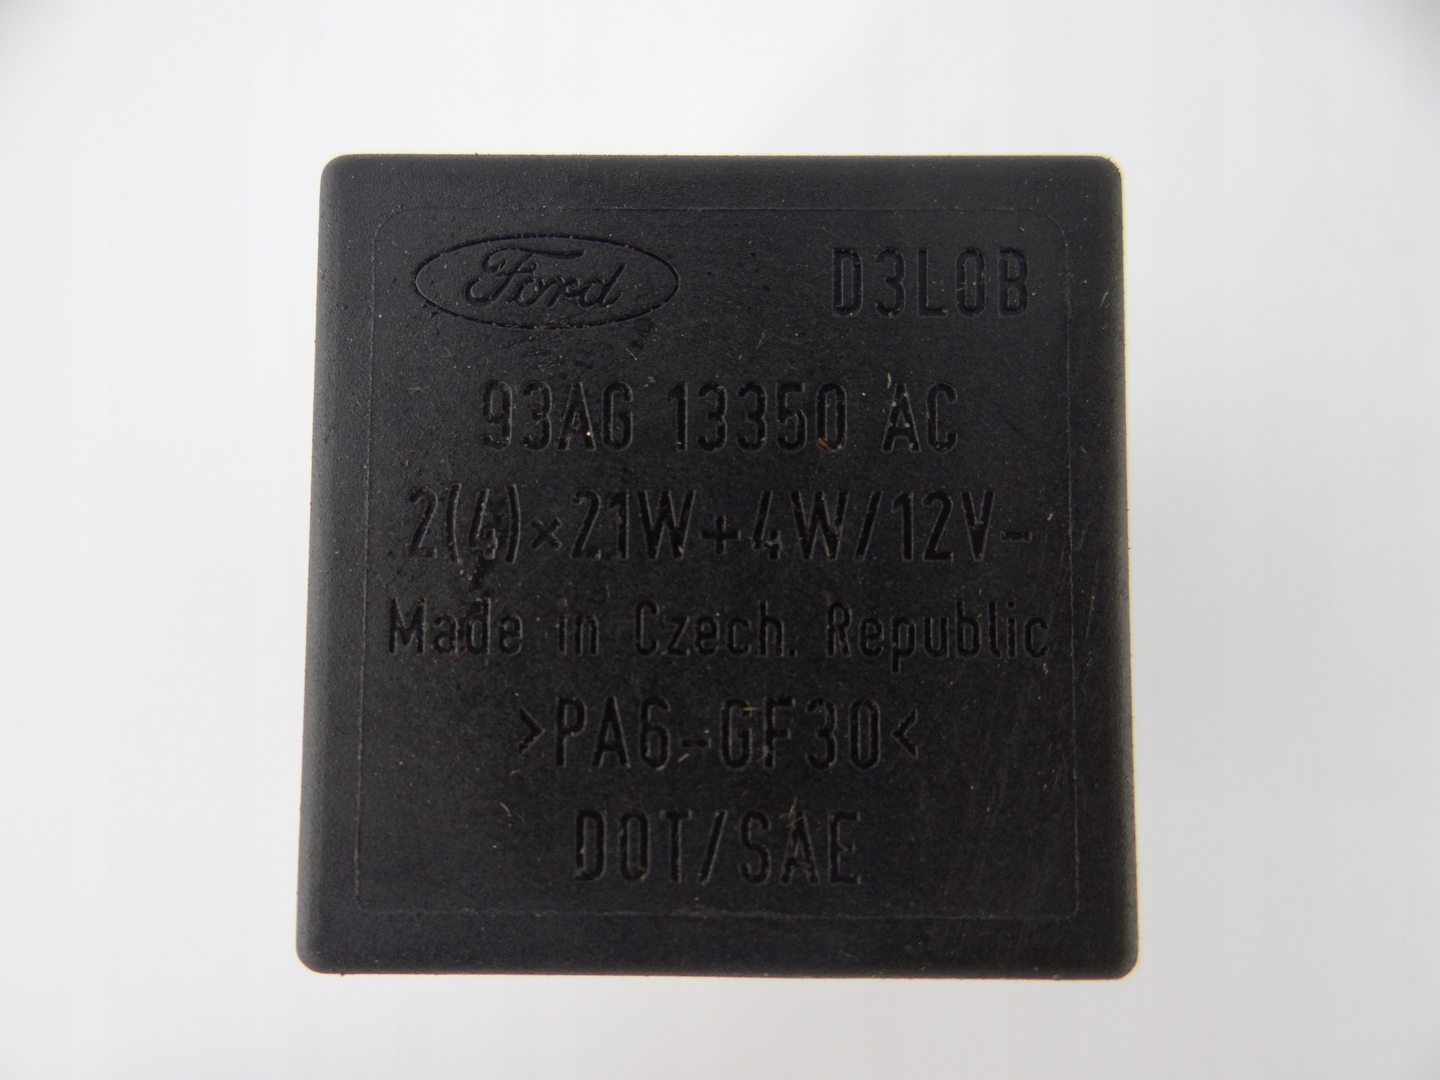 Ford D3L0B
93AG 13350 AC
2(4)×21W+4W/12V-
Made in Czech. Republic
>PA6-GF30<
DOT/SAE